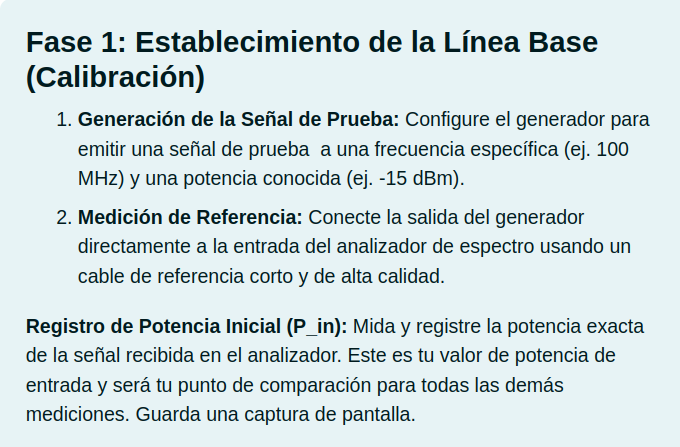 Fase 1: Establecimiento de la Línea Base
(Calibración)
1. Generación de la Señal de Prueba: Configure el generador para
emitir una señal de prueba  a una frecuencia específica (ej. 100
MHz) y una potencia conocida (ej. -15 dBm).
2. Medición de Referencia: Conecte la salida del generador
directamente a la entrada del analizador de espectro usando un
cable de referencia corto y de alta calidad.
Registro de Potencia Inicial (P_in): Mida y registre la potencia exacta
de la señal recibida en el analizador. Este es tu valor de potencia de
entrada y será tu punto de comparación para todas las demás
mediciones. Guarda una captura de pantalla.